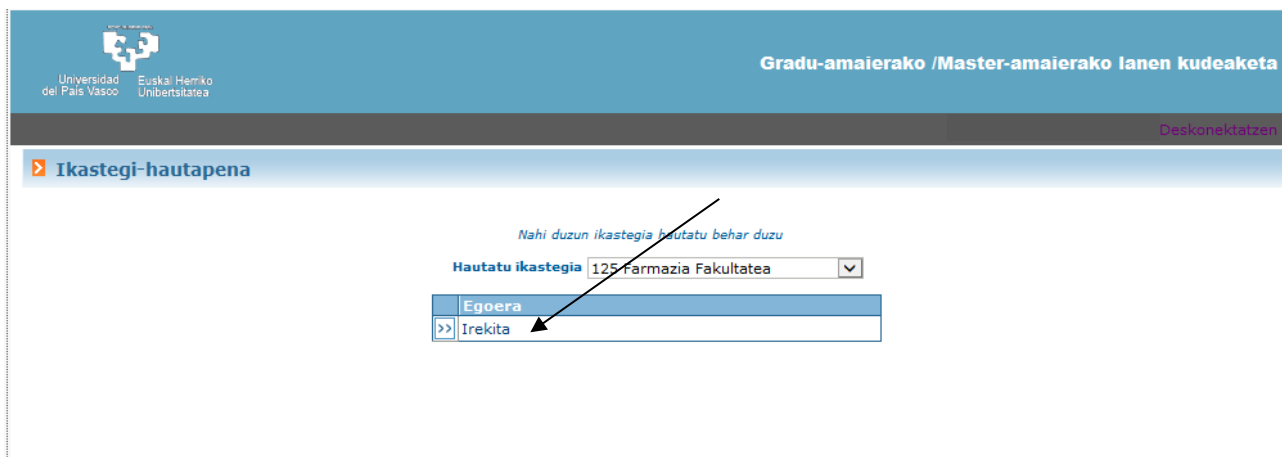 Universidad
del País Vasco
Euskal Herriko
Unibertsitatea
Gradu-amaierako /Master-amaierako lanen kudeaketa
Deskonektatzen
Ikastegi-hautapena
Nahi duzun ikastegia hautatu behar duzu
Hautatu ikastegia 125 Farmazia Fakultatea
Egoera
>> Irekita